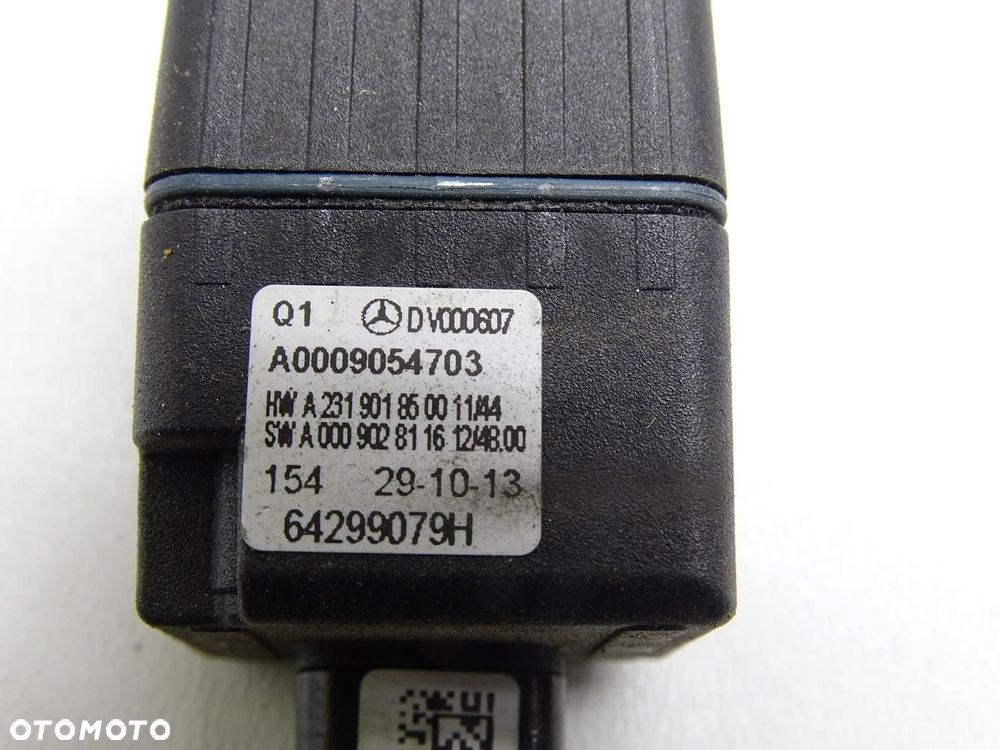 Q1 DV000607
A0009054703
HW A 231 901 85 00 11/44
SW A 000 902 81 16 12/48.00
154 29-10-13
64299079H
OTOMOTO